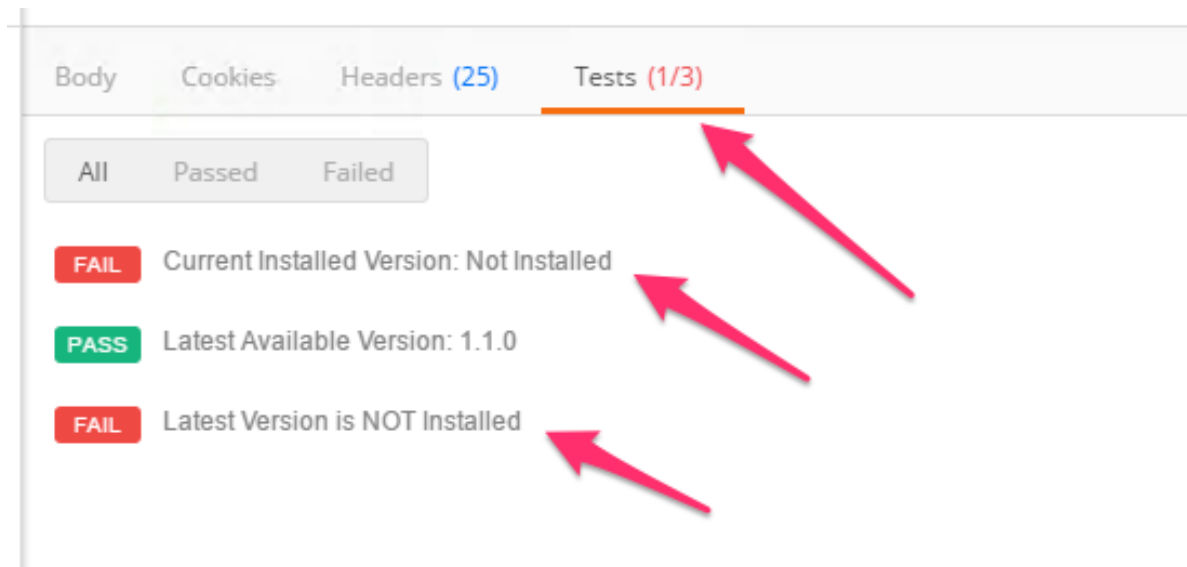 Body Cookies Headers (25) Tests (1/3)
All Passed Failed
FAIL Current Installed Version: Not Installed
PASS Latest Available Version: 1.1.0
FAIL Latest Version is NOT Installed